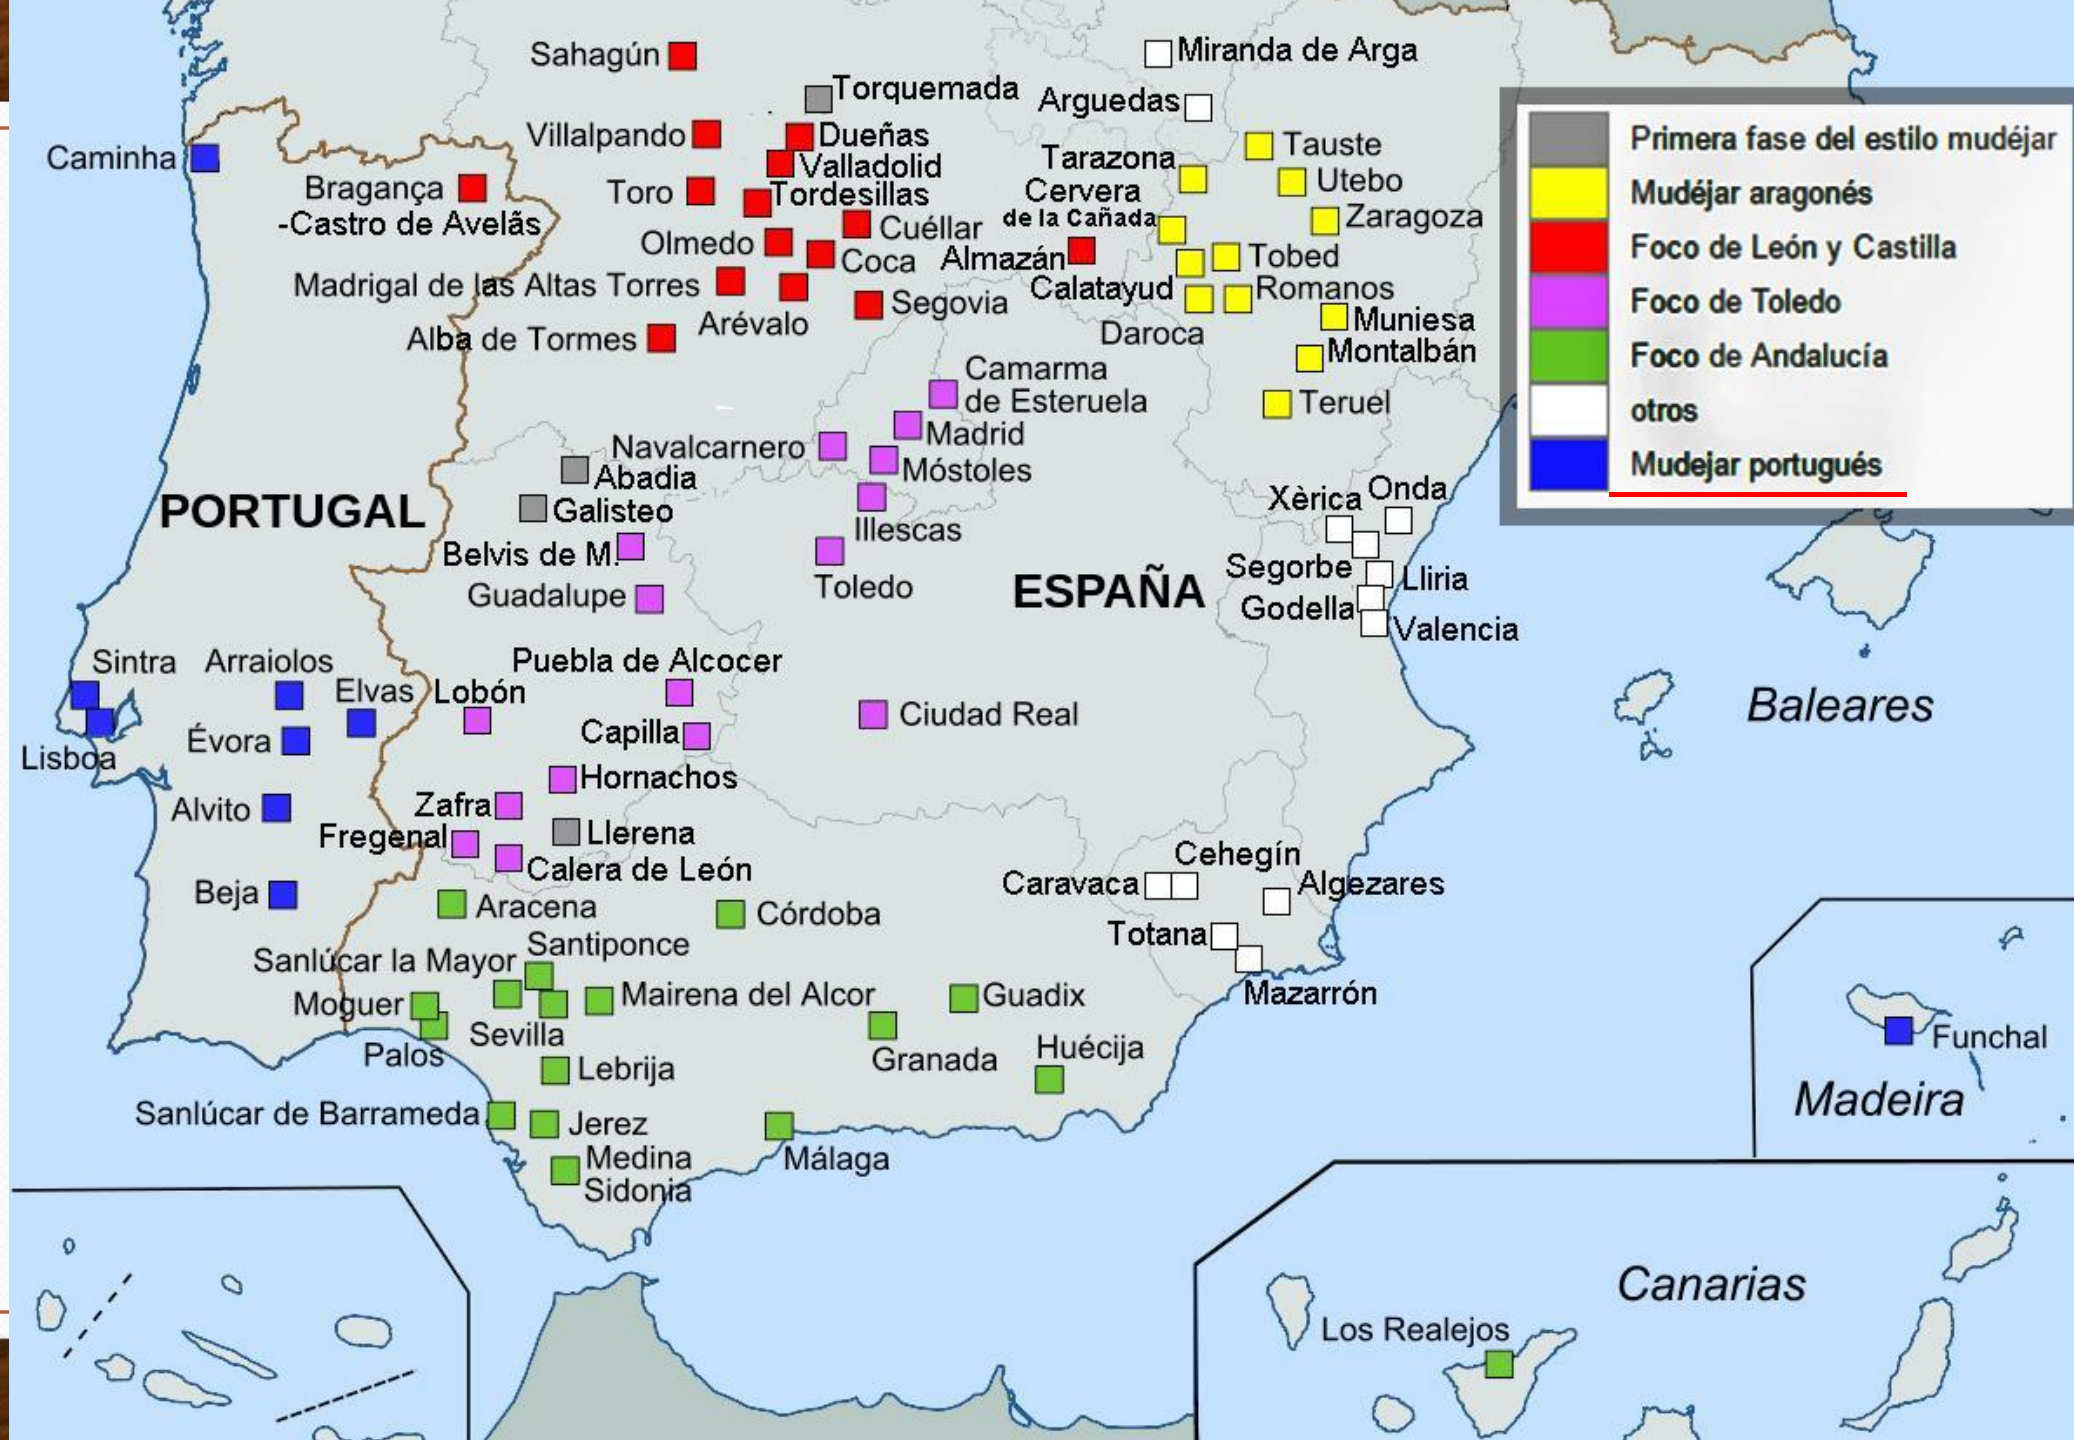 Sahagún
Miranda de Arga
Torquemada
Arguedas
Villalpando
Dueñas
Tauste
Caminha
Valladolid
Tarazona
Utebo
Bragança
-Castro de Avelãs
Toro
Tordesillas
Cervera
de la Cañada
Zaragoza
Cuéllar
Olmedo
Coca
Almazán
Tobed
Madrigal de las Altas Torres
Calatayud
Romanos
Segovia
Arévalo
Daroca
Muniesa
Alba de Tormes
Montalbán
Camarma
de Esteruela
Teruel
Navalcarnero
Madrid
Móstoles
Abadia
Galisteo
PORTUGAL
Xèrica
Onda
Illescas
Belvis de M.
Segorbe
Lliria
Guadalupe
Toledo
ESPAÑA
Godella
Valencia
Sintra
Arraiolos
Puebla de Alcocer
Elvas
Lobón
Baleares
Ciudad Real
Évora
Capilla
Lisboa
Hornachos
Alvito
Zafra
Fregenal
Llerena
Calera de León
Cehegín
Caravaca
Algezares
Beja
Aracena
Córdoba
Totana
Santiponce
Sanlúcar la Mayor
Moguer
Mairena del Alcor
Guadix
Mazarrón
Sevilla
Palos
Granada
Huécija
Lebrija
Funchal
Madeira
Sanlúcar de Barrameda
Jerez
Medina
Sidonia
Málaga
Canarias
Los Realejos
Primera fase del estilo mudéjar
Mudéjar aragonés
Foco de León y Castilla
Foco de Toledo
Foco de Andalucía
otros
Mudejar portugués